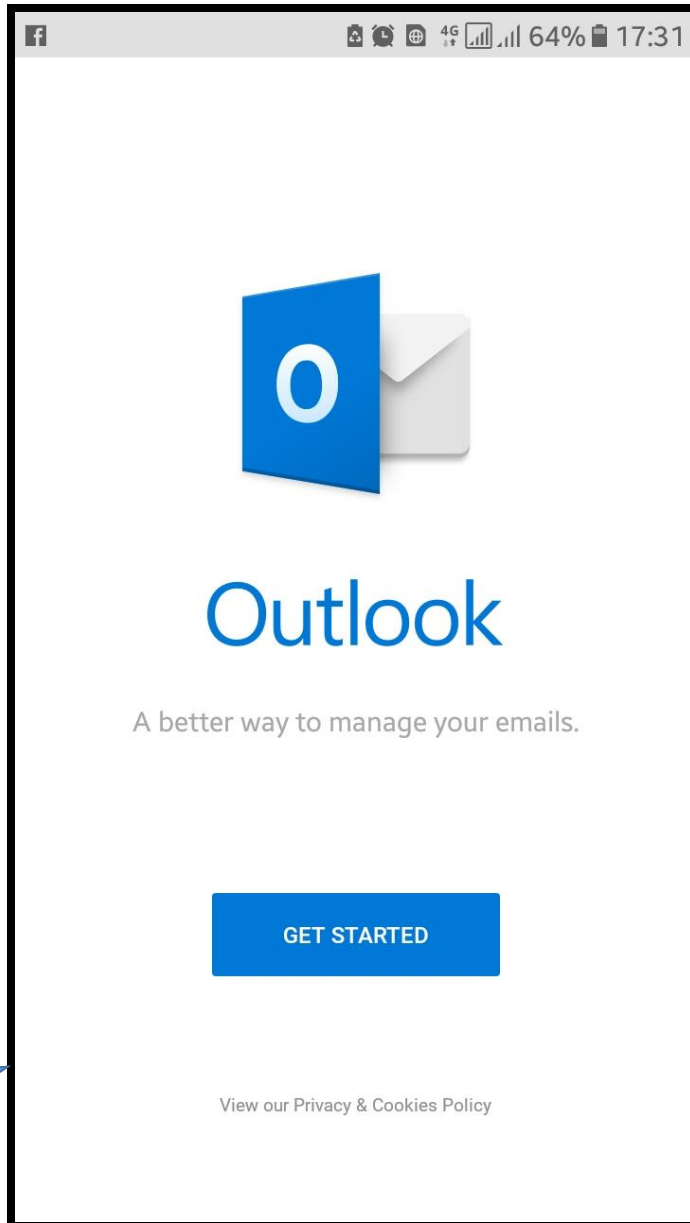 4G 64% 17:31
O
Outlook
A better way to manage your emails.
GET STARTED
View our Privacy & Cookies Policy